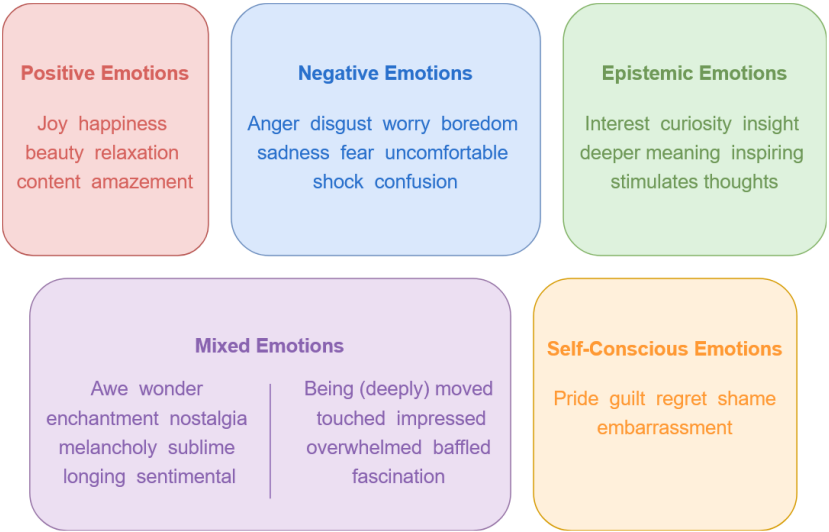 Positive Emotions
Joy happiness
beauty relaxation
content amazement
Negative Emotions
Anger disgust worry boredom
sadness fear uncomfortable
shock confusion
Epistemic Emotions
Interest curiosity insight
deeper meaning inspiring
stimulates thoughts
Mixed Emotions
Awe wonder
enchantment nostalgia
melancholy sublime
longing sentimental
Being (deeply) moved
touched impressed
overwhelmed baffled
fascination
Self-Conscious Emotions
Pride guilt regret shame
embarrassment